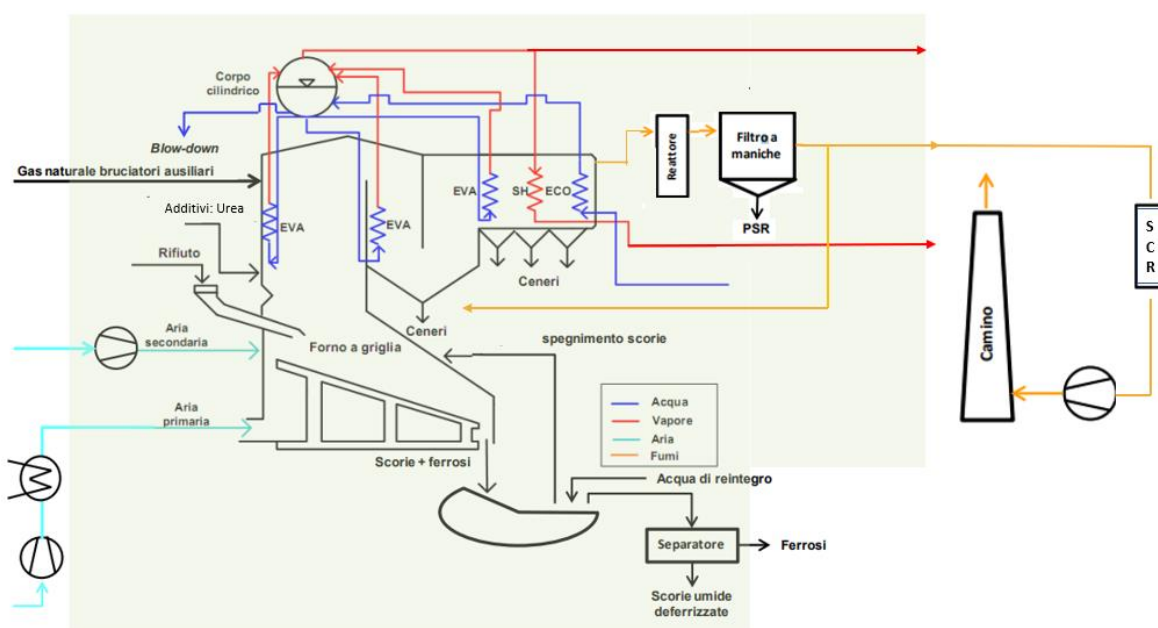 Corpo
cilindrico
Blow-down
Gas naturale bruciatori ausiliari
Additivi: Urea
EVA
EVA
EVA
SH
ECO
Reattore
Filtro a
maniche
PSR
S
C
R
Rifiuto
Ceneri
Ceneri
Aria
secondaria
Forno a griglia
spegnimento scorie
Camino
Aria
primaria
Acqua
Vapore
Aria
Fumi
Scorie + ferrosi
Acqua di reintegro
Separatore
Ferrosi
Scorie umide
deferrizzate